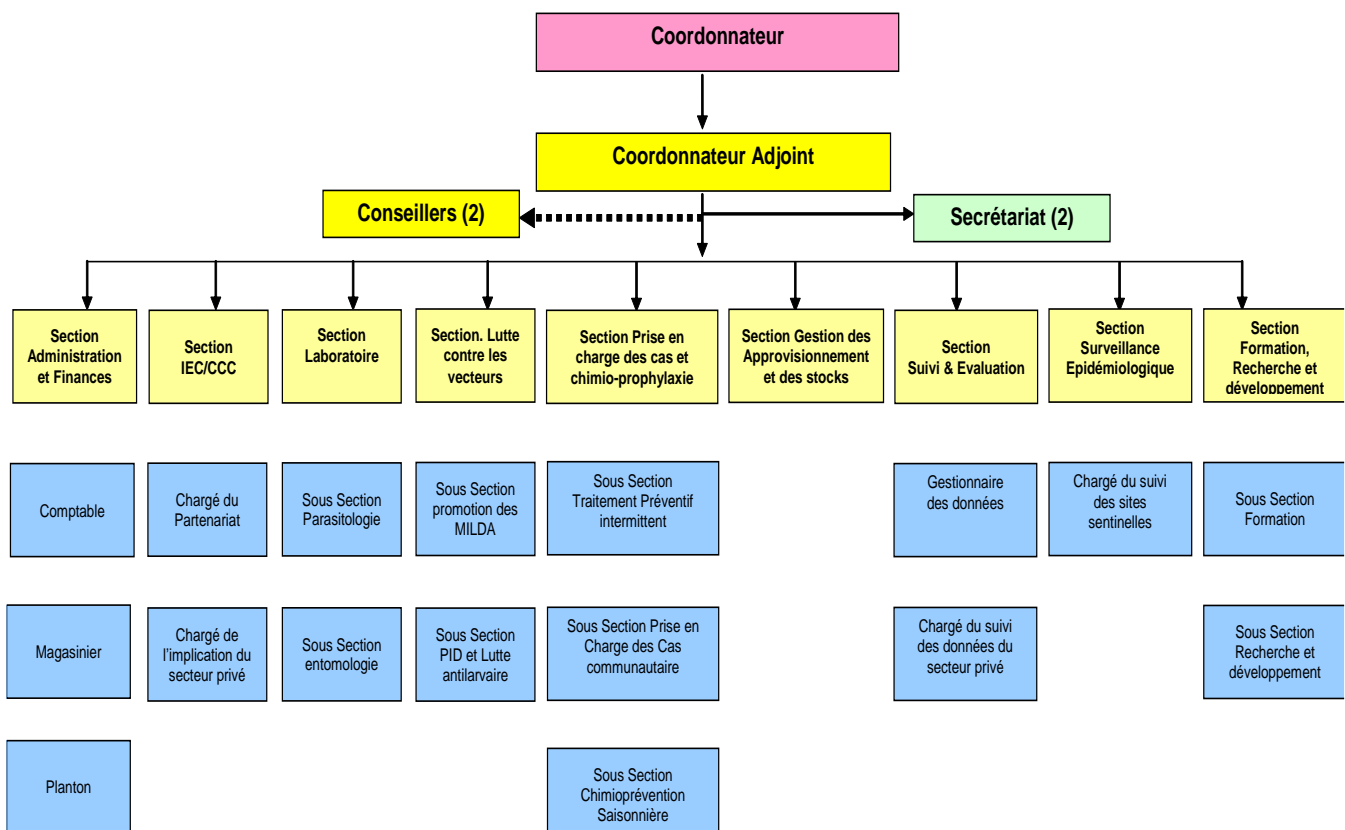 Coordonnateur
Coordonnateur Adjoint
Conseillers (2)
Secrétariat (2)
Section
Administration
et Finances
Section
IEC/CCC
Section
Laboratoire
Section. Lutte
contre les
vecteurs
Section Prise en
charge des cas et
chimio-prophylaxie
Section Gestion des
Approvisionnement
et des stocks
Section
Suivi & Evaluation
Section
Surveillance
Epidémiologique
Section
Formation,
Recherche et
développement
Comptable
Chargé du
Partenariat
Sous Section
Parasitologie
Sous Section
promotion des
MILDA
Sous Section
Traitement Préventif
intermittent
Gestionnaire
des données
Chargé du suivi
des sites
sentinelles
Sous Section
Formation
Magasinier
Chargé de
l'implication du
secteur privé
Sous Section
entomologie
Sous Section
PID et Lutte
antilarvaire
Sous Section Prise en
Charge des Cas
communautaire
Chargé du suivi
des données du
secteur privé
Sous Section
Recherche et
développement
Planton
Sous Section
Chimioprévention
Saisonnière